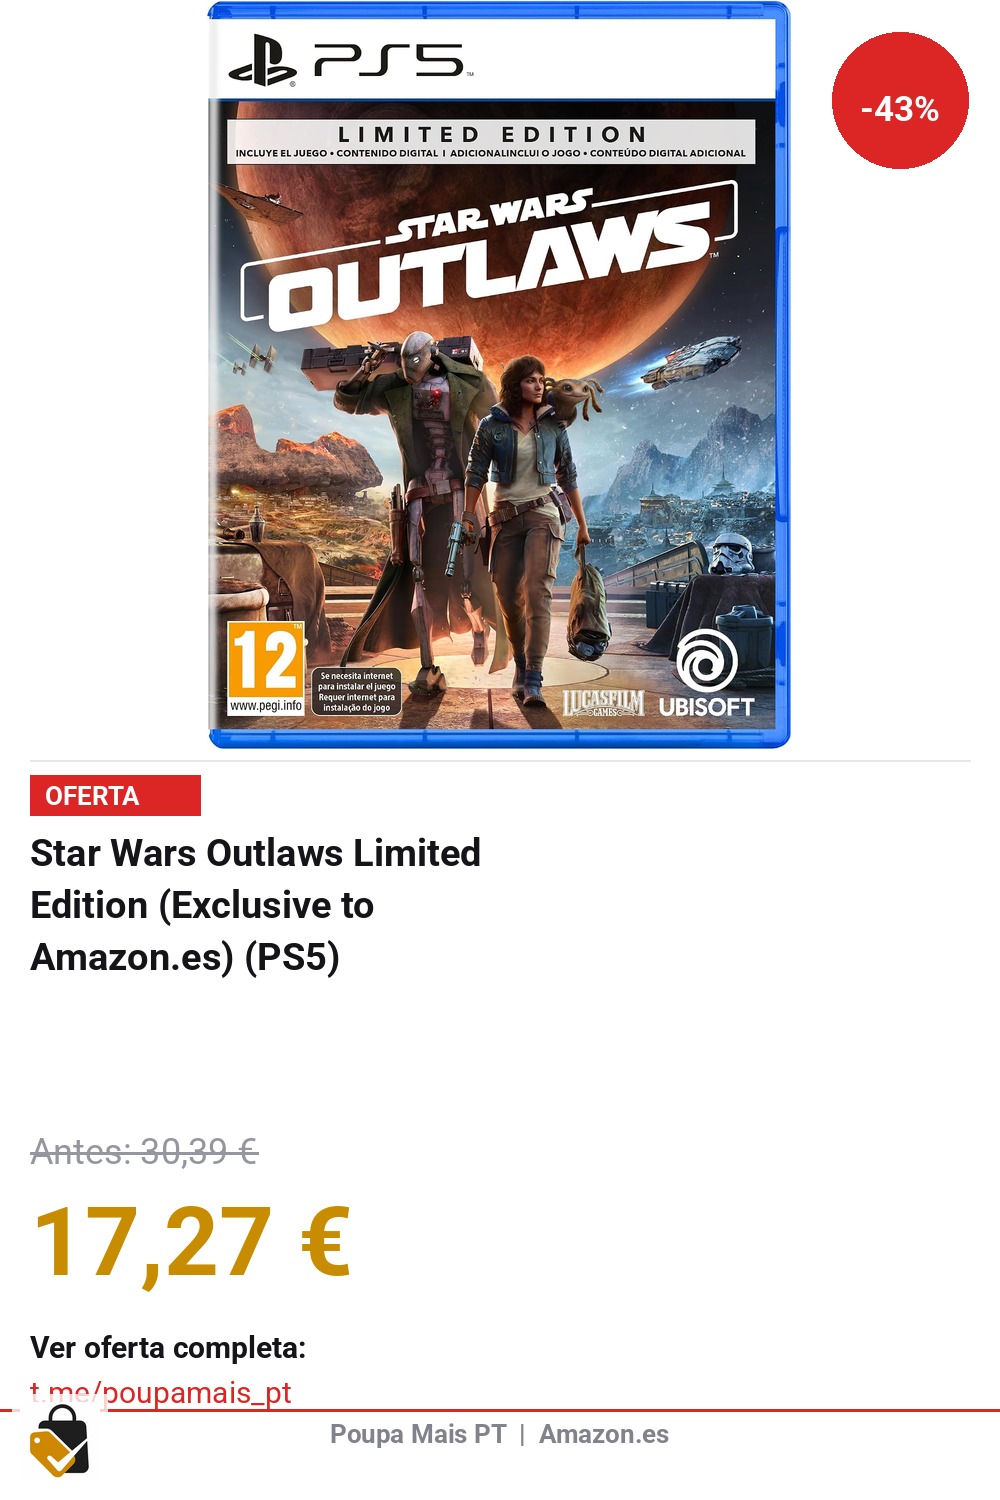 PS5
-43%
LIMITED EDITION
INCLUYE EL JUEGO • CONTENIDO DIGITAL | ADICIONALINCLUI O JOGO • CONTEÚDO DIGITAL ADICIONAL
STAR WARS
OUTLAWS™
12
www.pegi.info
Se necesita internet
para instalar el juego
Requer internet para
instalação do jogo
LUCASFILM
GAMES
UBISOFT
OFERTA
Star Wars Outlaws Limited
Edition (Exclusive to
Amazon.es) (PS5)
Antes: 30,39 €
17,27 €
Ver oferta completa:
t.me/poupamais_pt
Poupa Mais PT | Amazon.es